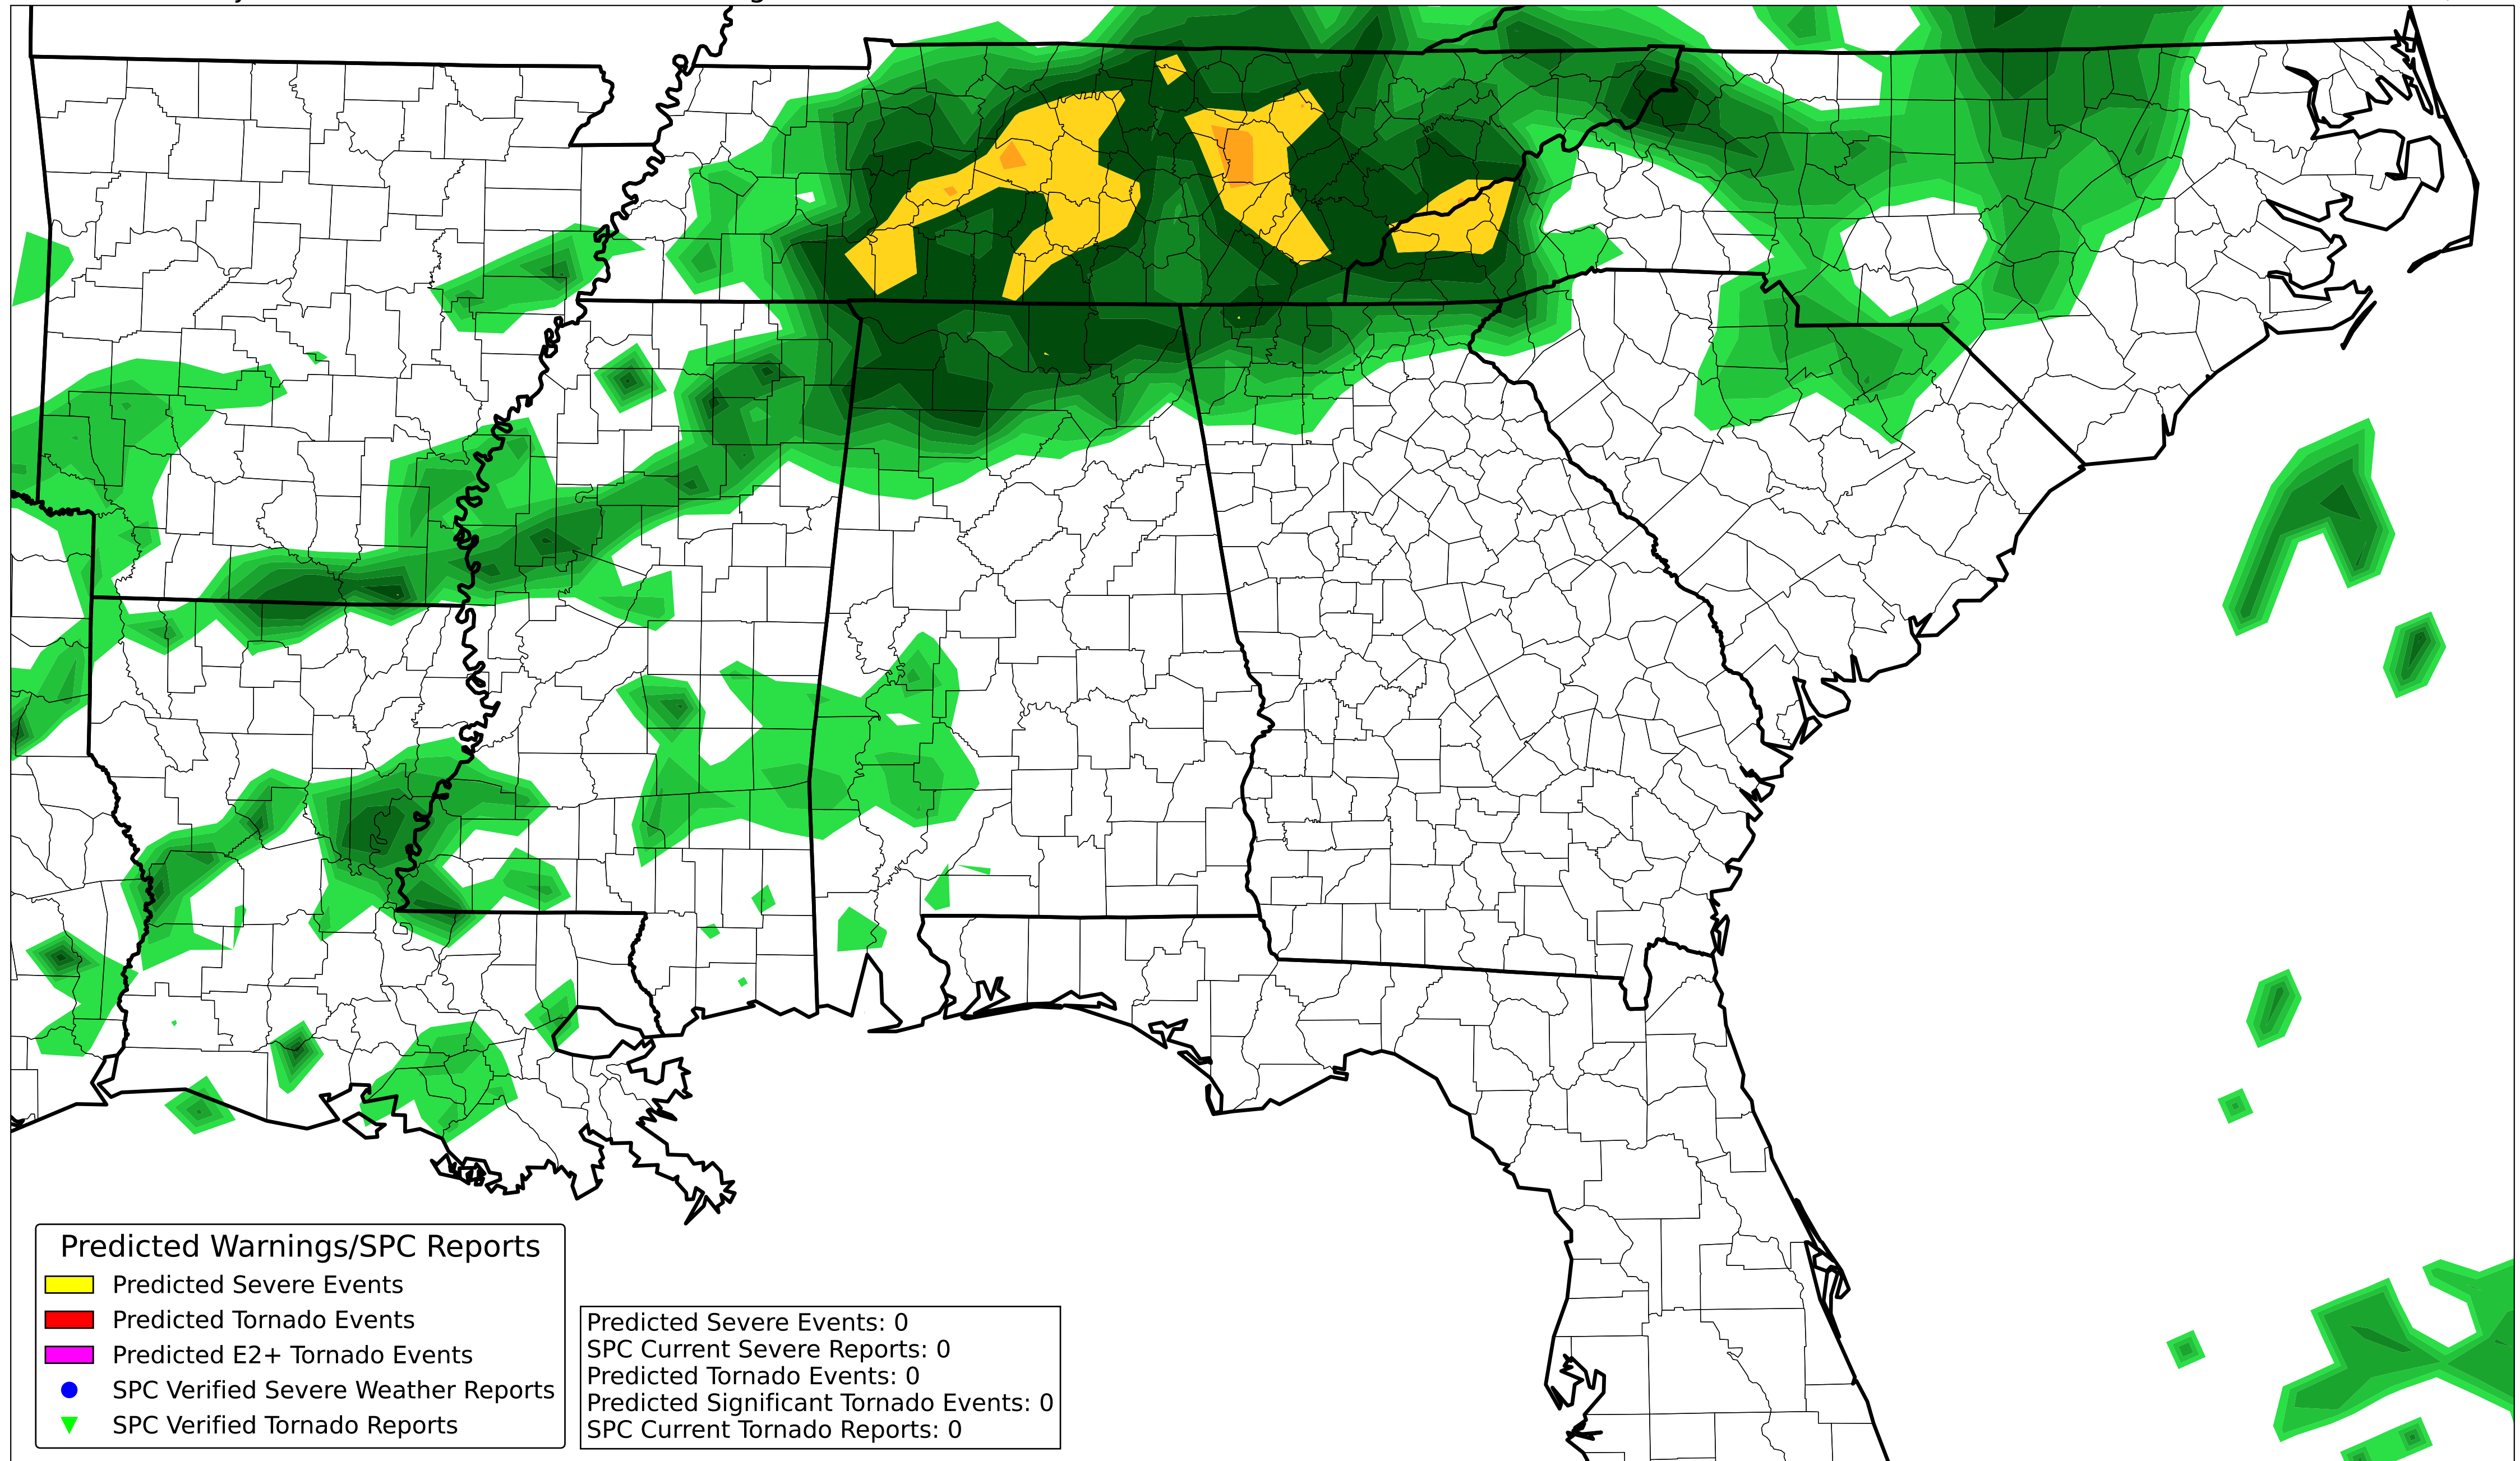 Predicted Warnings/SPC Reports
Predicted Severe Events
Predicted Tornado Events
Predicted E2+ Tornado Events
SPC Verified Severe Weather Reports
SPC Verified Tornado Reports
Predicted Severe Events: 0
SPC Current Severe Reports: 0
Predicted Tornado Events: 0
Predicted Significant Tornado Events: 0
SPC Current Tornado Reports: 0